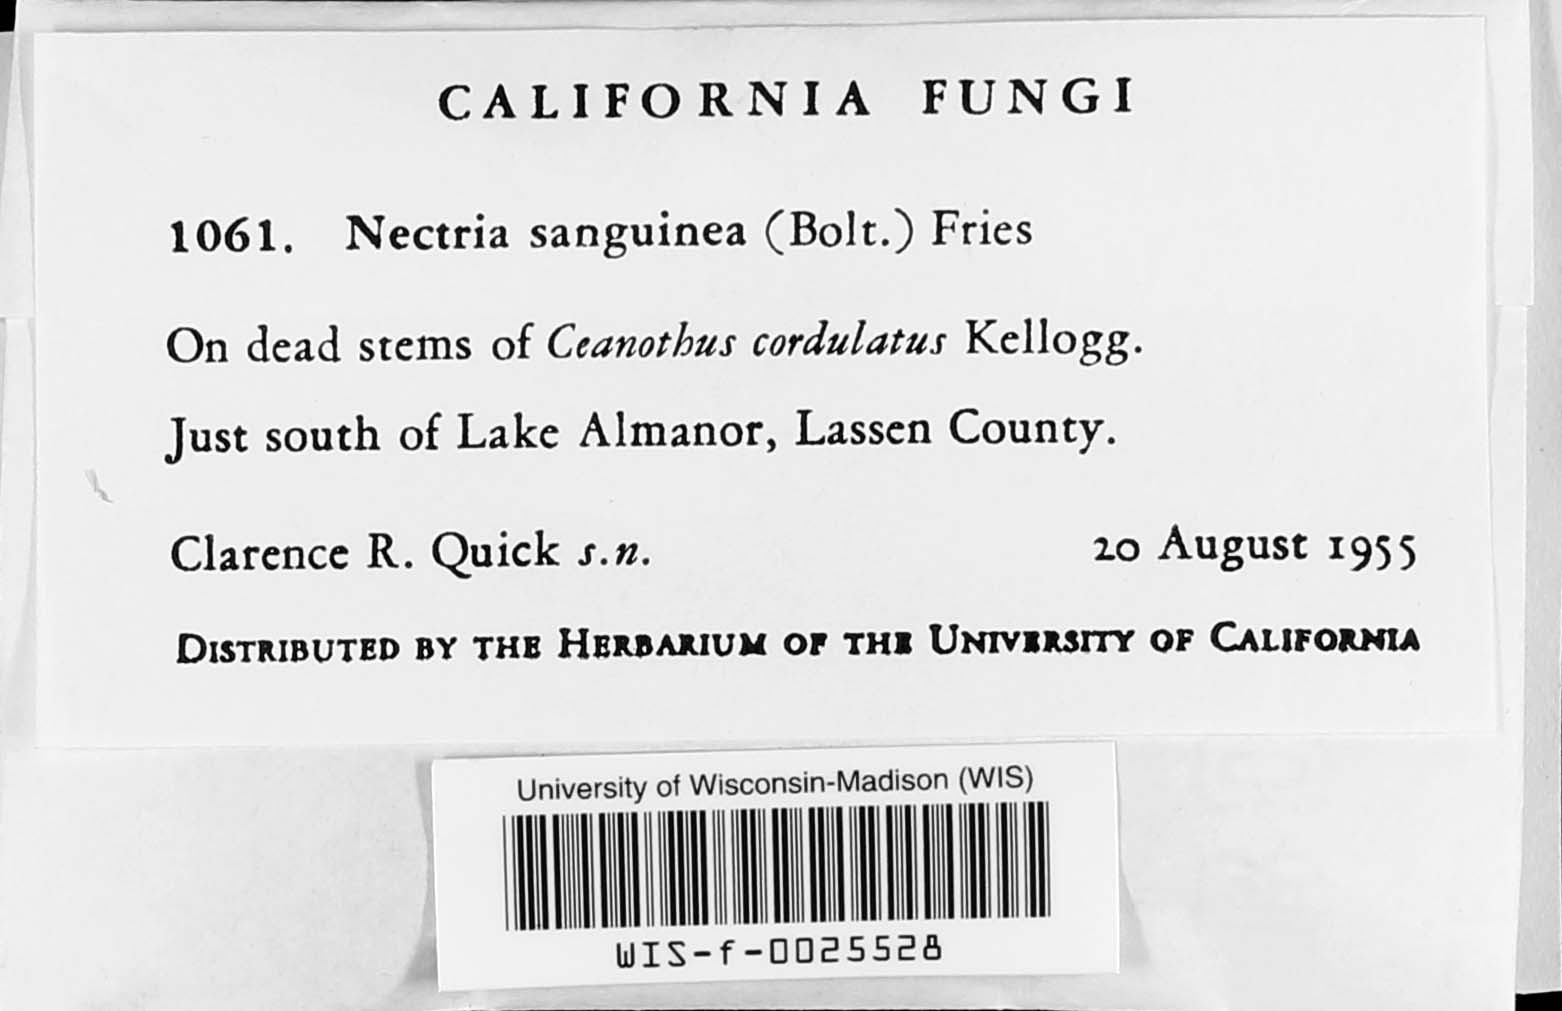 CALIFORNIA FUNGI
1061. Nectria sanguinea (Bolt.) Fries
On dead stems of Ceanothus cordulatus Kellogg.
Just south of Lake Almanor, Lassen County.
Clarence R. Quick s.n. 20 August 1955
DISTRIBUTED BY THE HERBARIUM OF THE UNIVERSITY OF CALIFORNIA
University of Wisconsin-Madison (WIS)
WIS-f-0025528